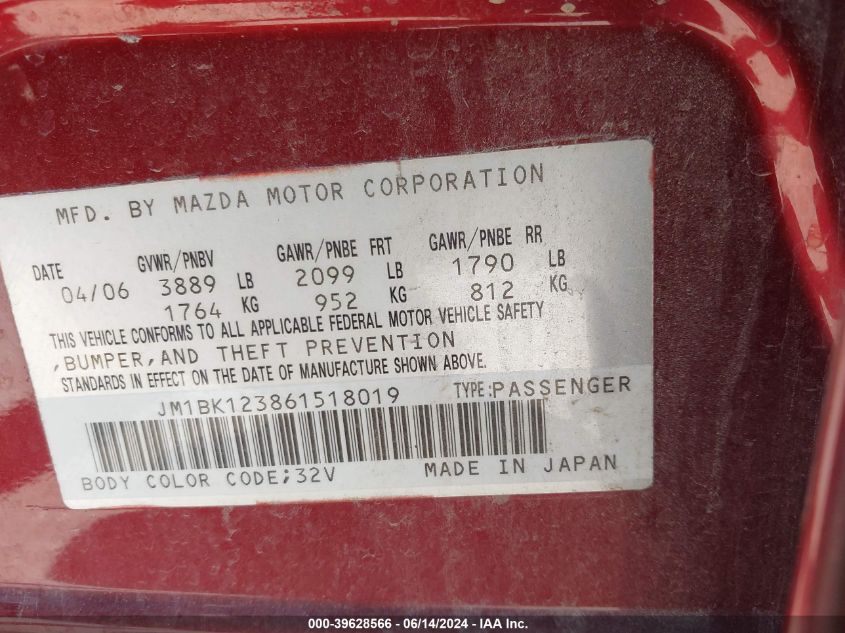 MFD. BY MAZDA MOTOR CORPORATION
DATE GVWR/PNBV GAWR/PNBE FRT GAWR/PNBE RR
04/06 3889 LB 2099 LB 1790 LB
1764 KG 952 KG 812 KG
THIS VEHICLE CONFORMS TO ALL APPLICABLE FEDERAL MOTOR VEHICLE SAFETY
,BUMPER,AND THEFT PREVENTION
STANDARDS IN EFFECT ON THE DATE OF MANUFACTURE SHOWN ABOVE.
JM1BK123861518019 TYPE:PASSENGER
BODY COLOR CODE;32V MADE IN JAPAN
000-39628566 - 06/14/2024 - IAA Inc.